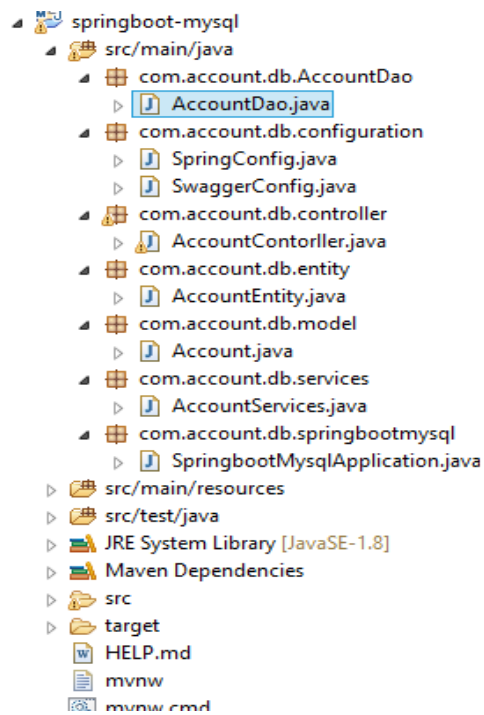 springboot-mysql
src/main/java
com.account.db.AccountDao
AccountDao.java
com.account.db.configuration
SpringConfig.java
SwaggerConfig.java
com.account.db.controller
AccountContorller.java
com.account.db.entity
AccountEntity.java
com.account.db.model
Account.java
com.account.db.services
AccountServices.java
com.account.db.springbootmysql
SpringbootMysqlApplication.java
src/main/resources
src/test/java
JRE System Library [JavaSE-1.8]
Maven Dependencies
src
target
HELP.md
mvnw
mvnw.cmd